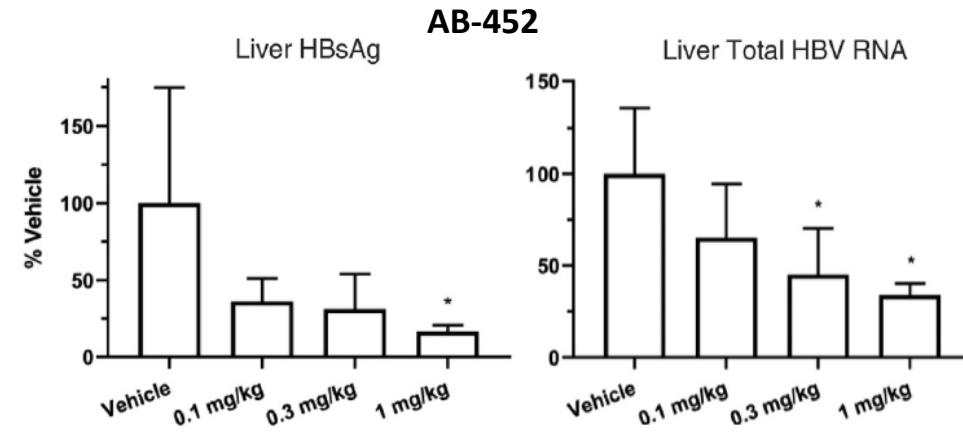 AB-452
Liver HBsAg
% Vehicle
150
100
50
0
*
Vehicle
0.1 mg/kg
0.3 mg/kg
1 mg/kg
Liver Total HBV RNA
150
100
50
0
*
*
Vehicle
0.1 mg/kg
0.3 mg/kg
1 mg/kg